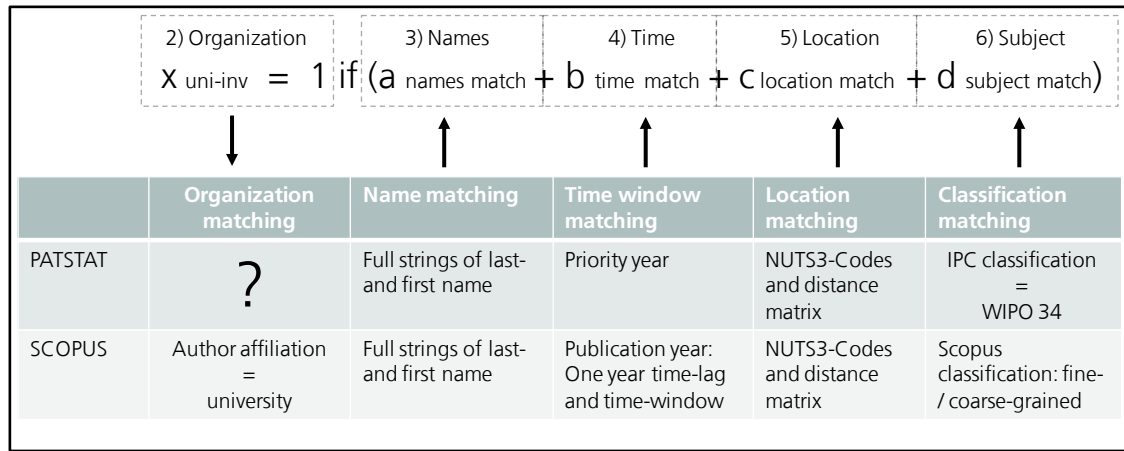 2) Organization 3) Names 4) Time 5) Location 6) Subject
x uni-inv = 1 if (a names match + b time match + c location match + d subject match)
Organization matching
Name matching
Time window matching
Location matching
Classification matching
PATSTAT
?
Full strings of last-
and first name
Priority year
NUTS3-Codes
and distance
matrix
IPC classification
=
WIPO 34
SCOPUS
Author affiliation
=
university
Full strings of last-
and first name
Publication year:
One year time-lag
and time-window
NUTS3-Codes
and distance
matrix
Scopus
classification: fine-
/ coarse-grained